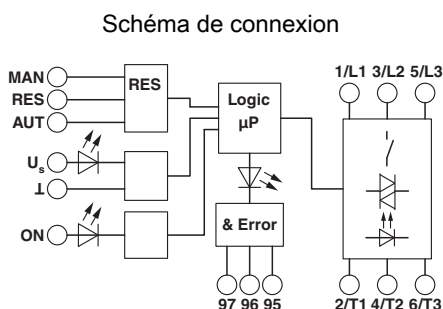 Schéma de connexion
MAN
RES
AUT
RES
Us
⊥
ON
Logic
µP
& Error
97 96 95
1/L1 3/L2 5/L3
2/T1 4/T2 6/T3